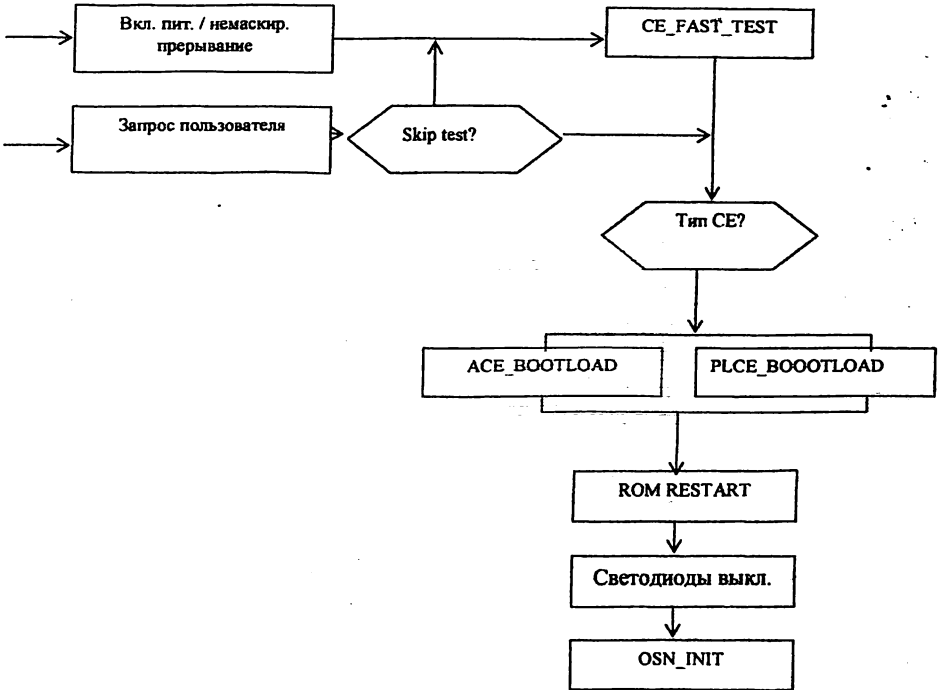 Вкл. пит. / немаскир.
прерывание
CE_FAST_TEST
Запрос пользователя
Skip test?
Тип CE?
ACE_BOOTLOAD
PLCE_BOOOTLOAD
ROM RESTART
Светодиоды выкл.
OSN_INIT